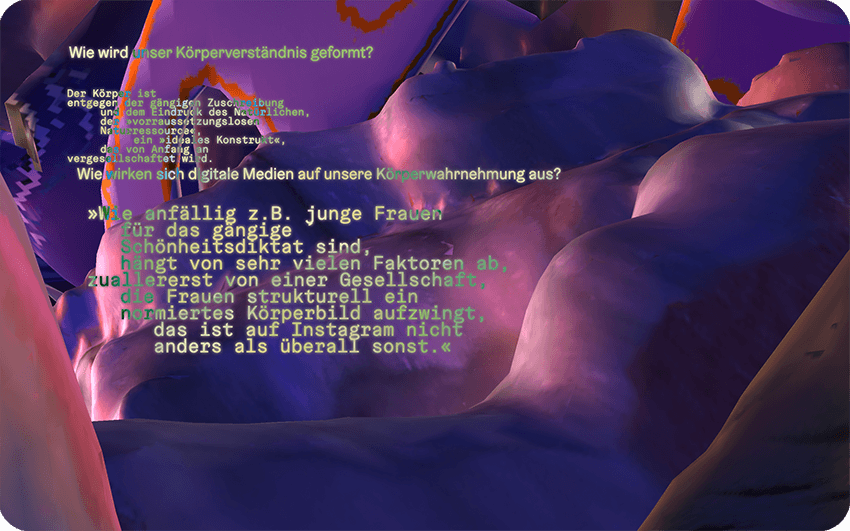 Wie wird unser Körperverständnis geformt?
Der Körper ist
entgegen der gängigen Zuschreibung
und dem Eindruck des Natürlichen,
der »vorraussetzungslosen
Naturressource«,
ein »ideales Konstrukt«,
das von Anfang an
vergesellschaftet wird.
Wie wirken sich digitale Medien auf unsere Körperwahrnehmung aus?
»Wie anfällig z.B. junge Frauen
für das gängige
Schönheitsdiktat sind,
hängt von sehr vielen Faktoren ab,
zuallererst von einer Gesellschaft,
die Frauen strukturell ein
normiertes Körperbild aufzwingt,
das ist auf Instagram nicht
anders als überall sonst.«